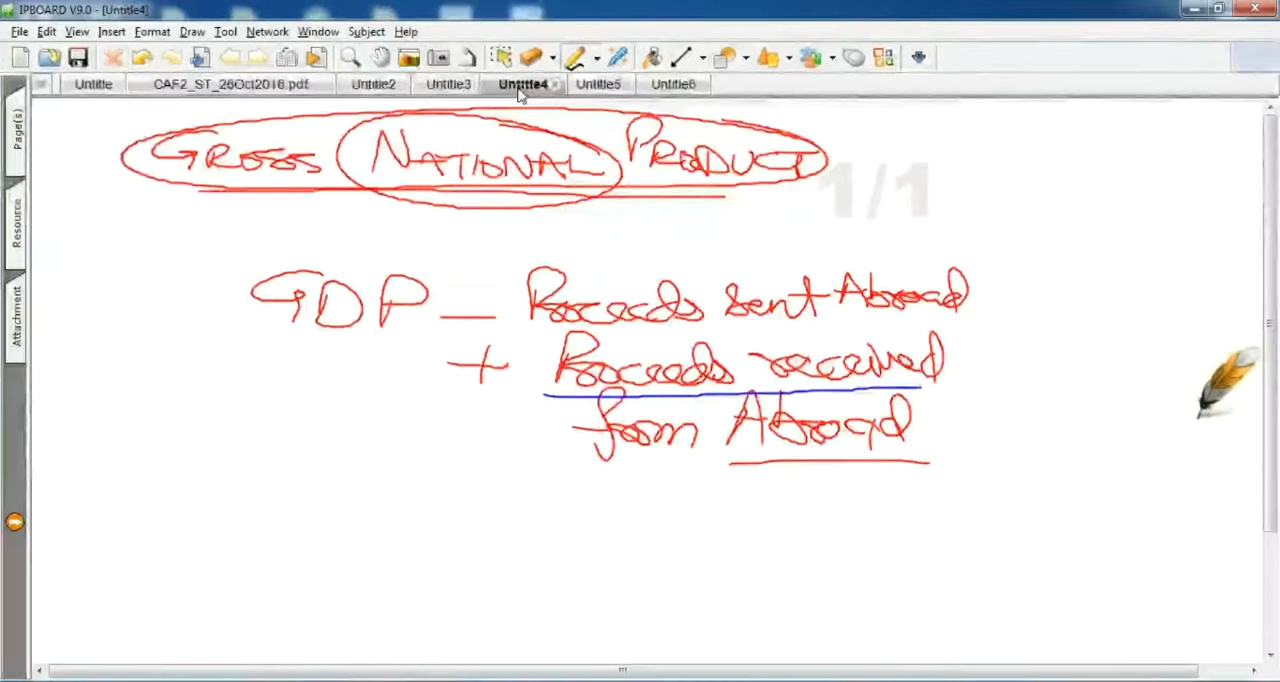 IPBOARD V9.0 - [Untitle4]
File Edit View Insert Format Draw Tool Network Window Subject Help
Untitle CAF2_ST_26Oct2016.pdf Untitle2 Untitle3 Untitle4 Untitle5 Untitle6
Page(s)
Resource
Attachment
GROSS NATIONAL PRODUCT
1/1
GDP — Proceeds sent Abroad
+ Proceeds received
from Abroad